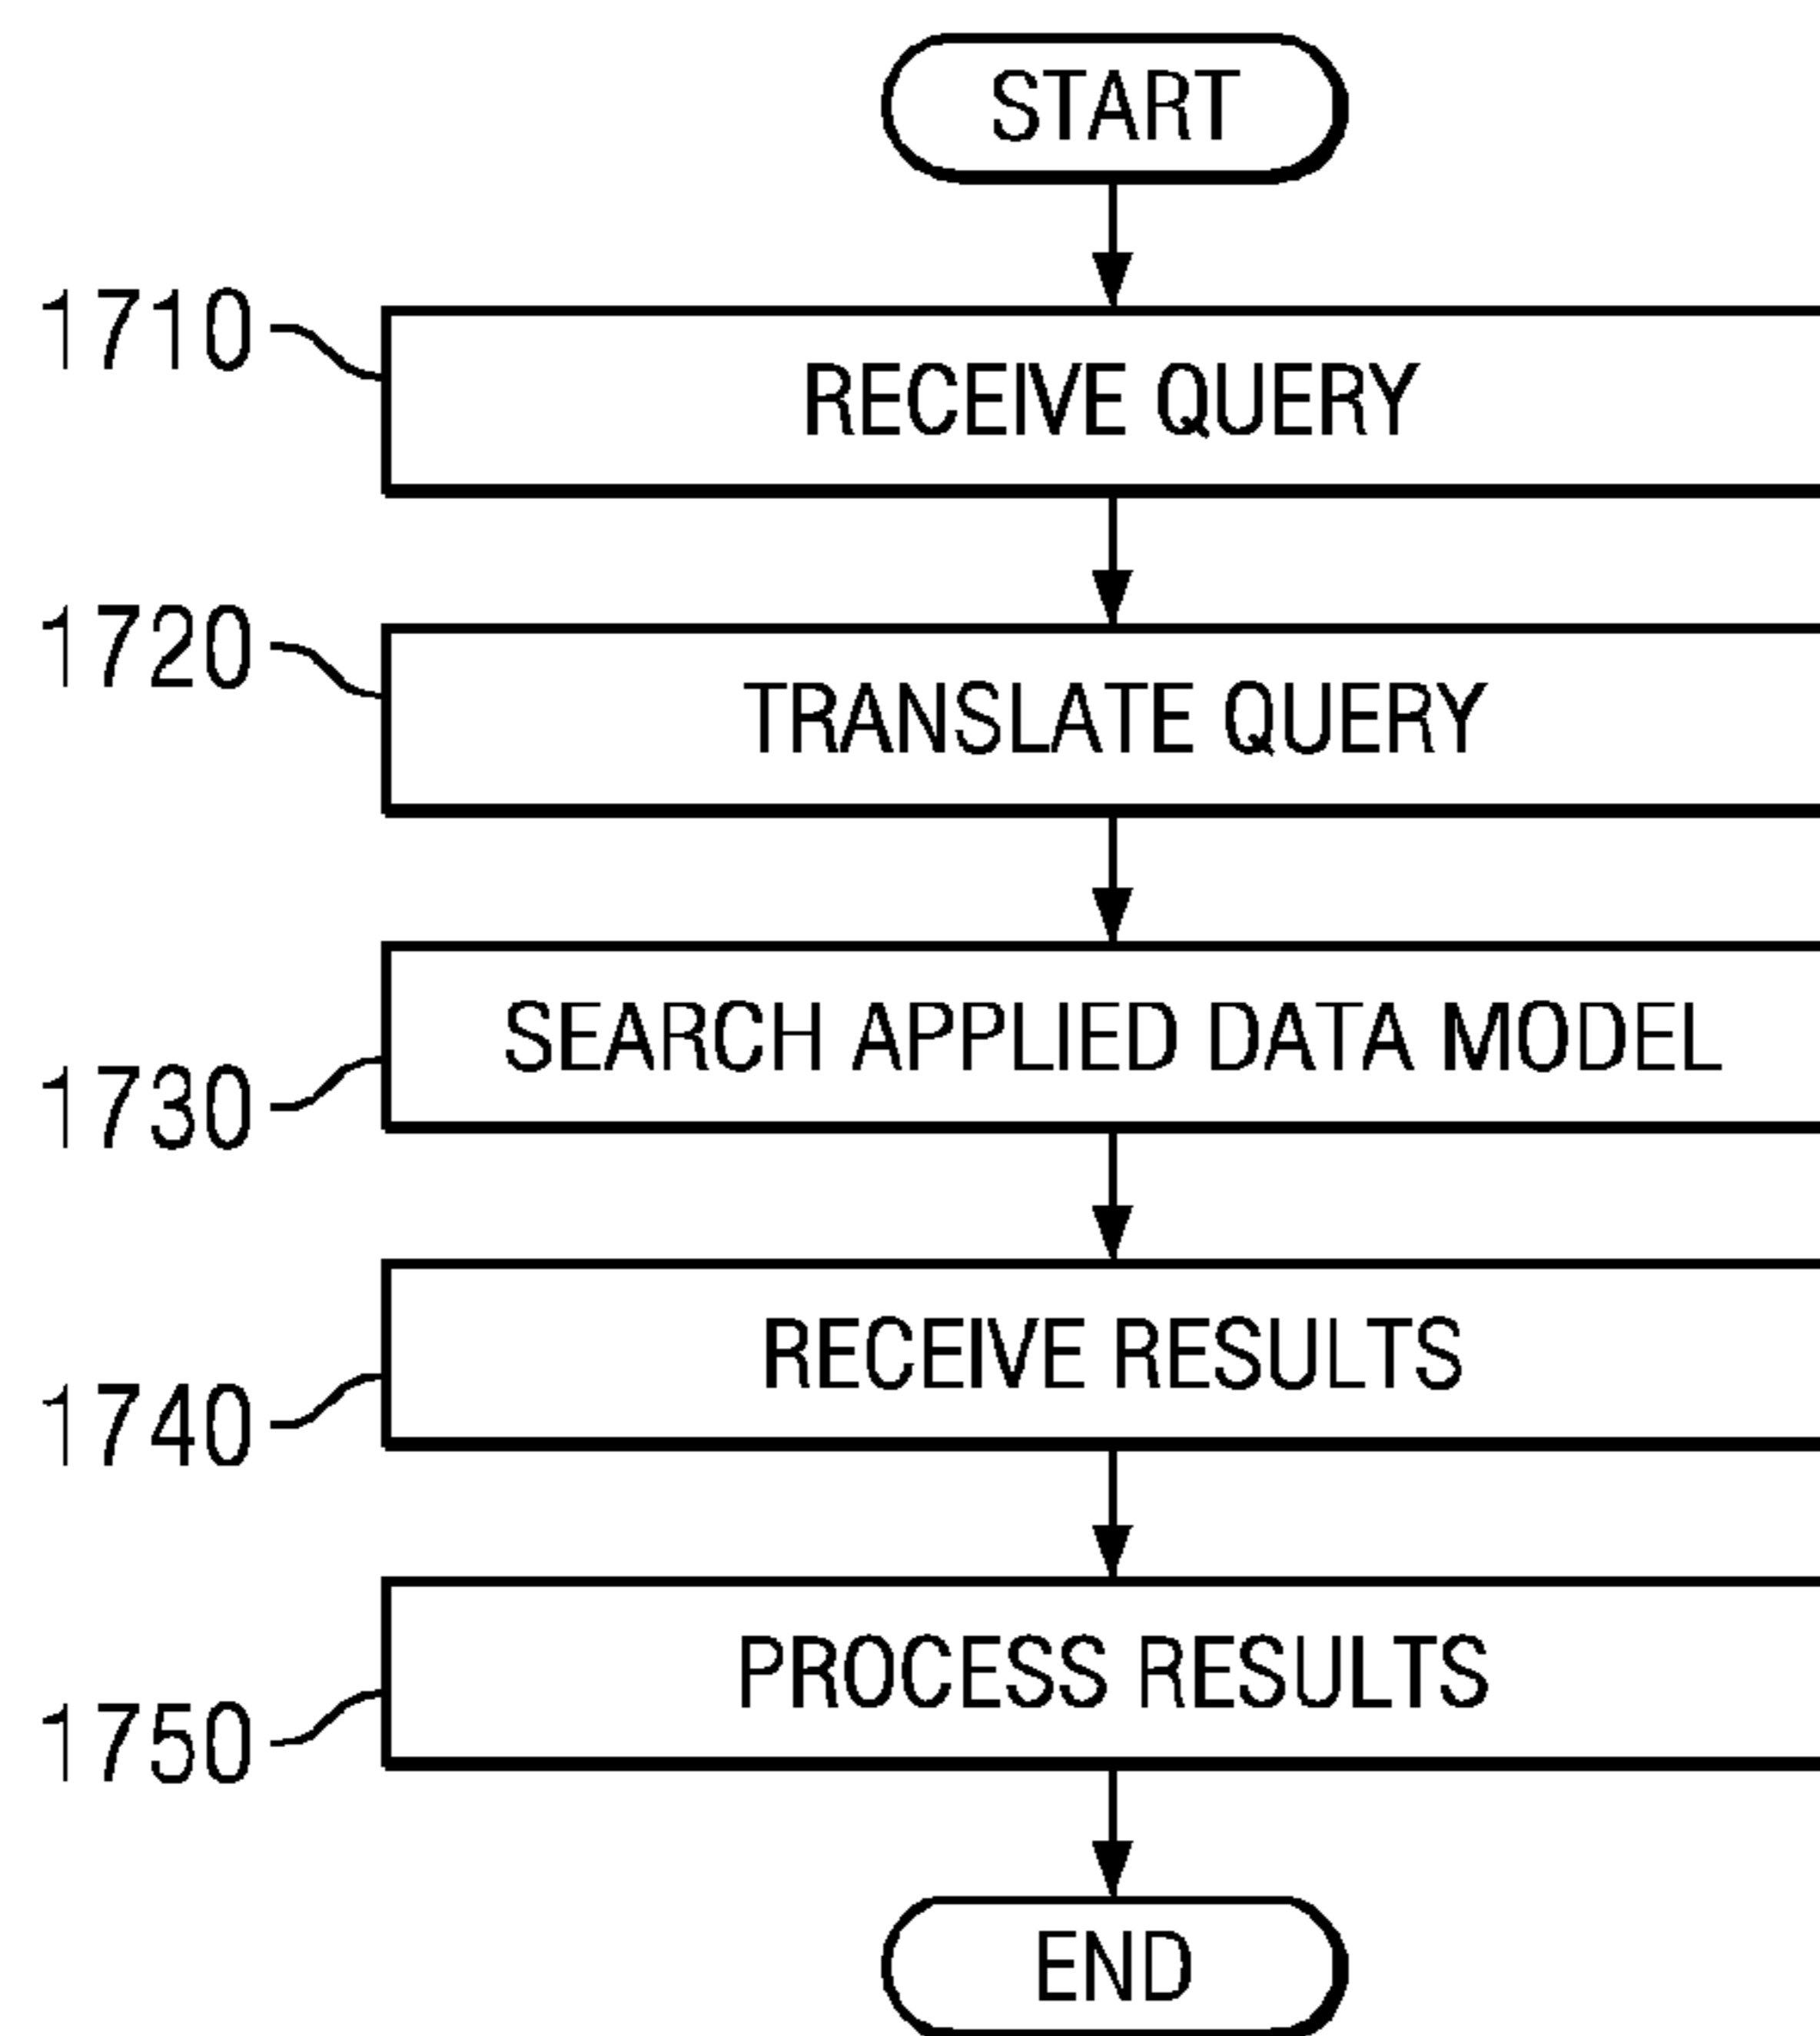 START
1710
RECEIVE QUERY
1720
TRANSLATE QUERY
SEARCH APPLIED DATA MODEL
1730
RECEIVE RESULTS
1740
PROCESS RESULTS
1750
END